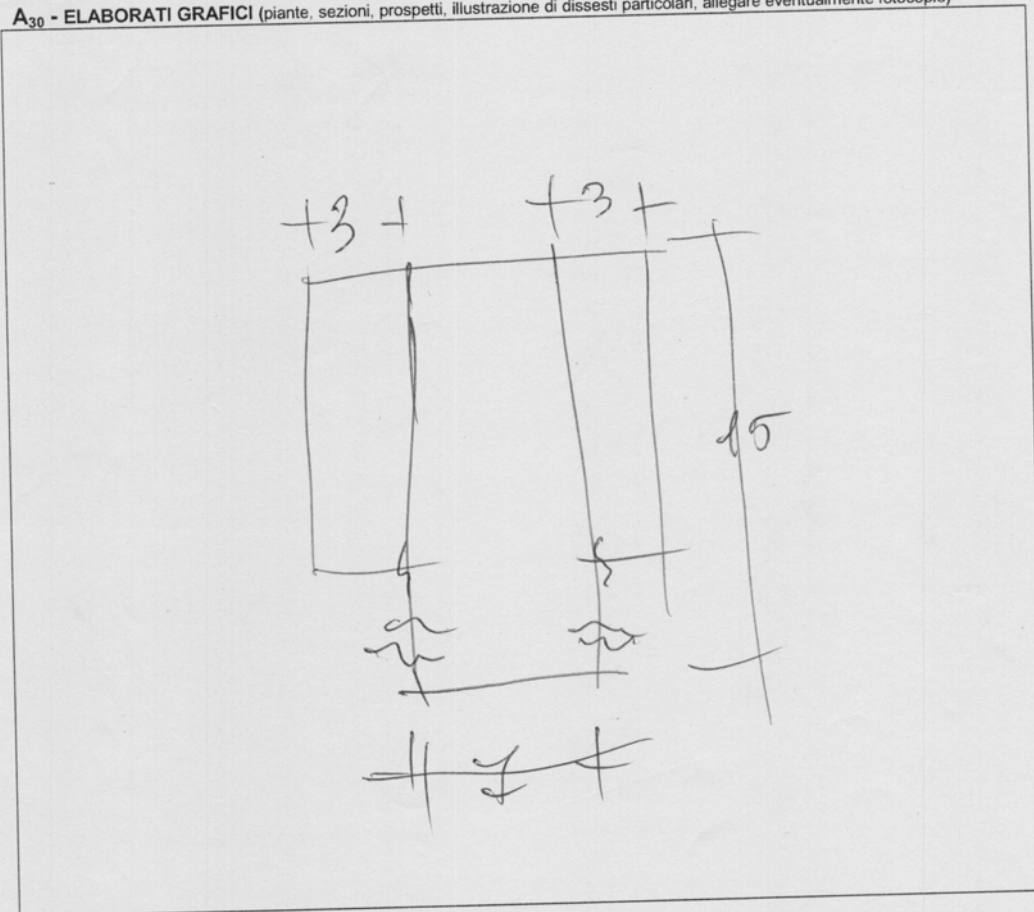 A30 - ELABORATI GRAFICI (piante, sezioni, prospetti, illustrazione di dissesti particolari, allegare eventualmente fotocopie)
3 3
15
7